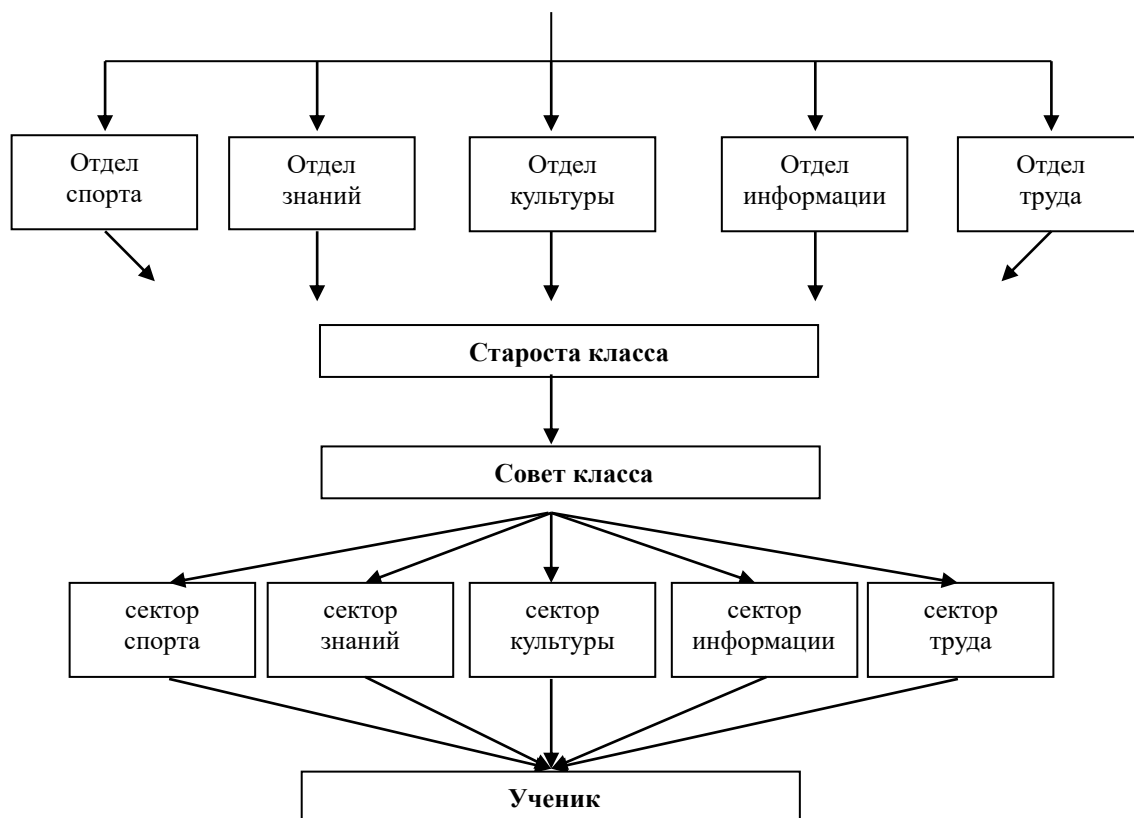 Отдел
спорта
Отдел
знаний
Отдел
культуры
Отдел
информации
Отдел
труда
Староста класса
Совет класса
сектор
спорта
сектор
знаний
сектор
культуры
сектор
информации
сектор
труда
Ученик